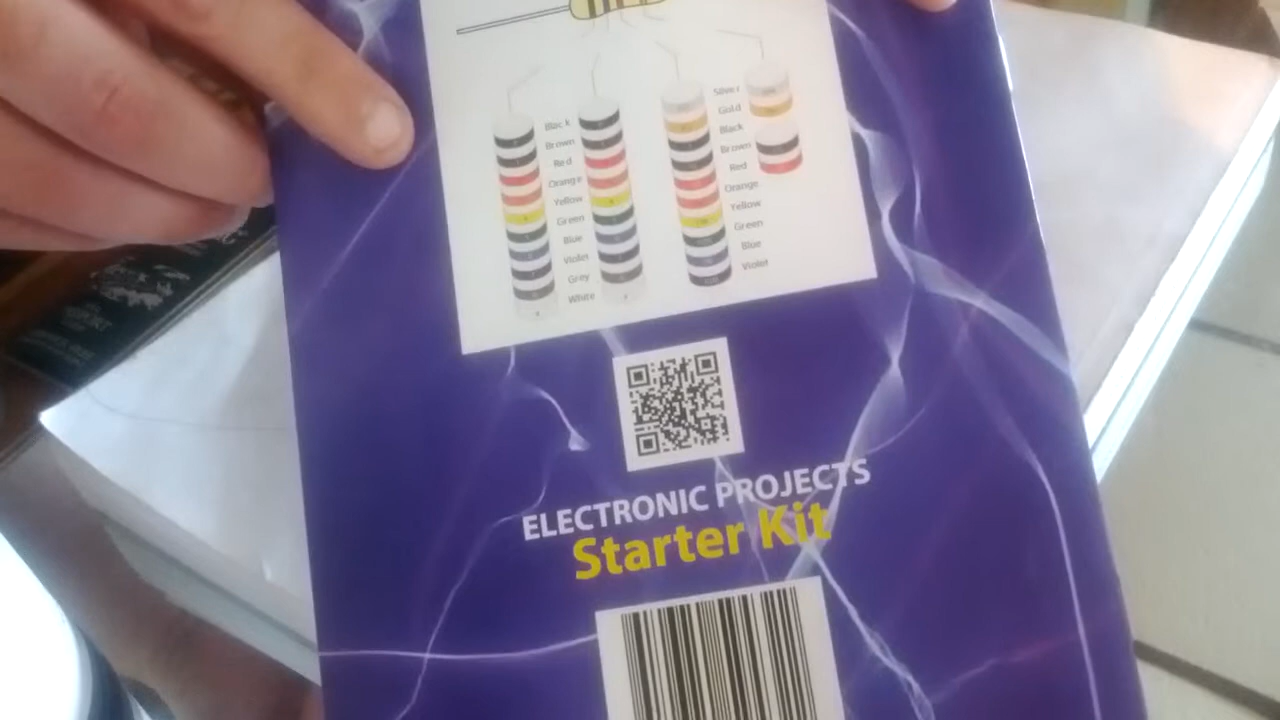 Black
Brown
Red
Orange
Yellow
Green
Blue
Violet
Grey
White
Silver
Gold
Black
Brown
Red
Orange
Yellow
Green
Blue
Violet
ELECTRONIC PROJECTS
Starter Kit